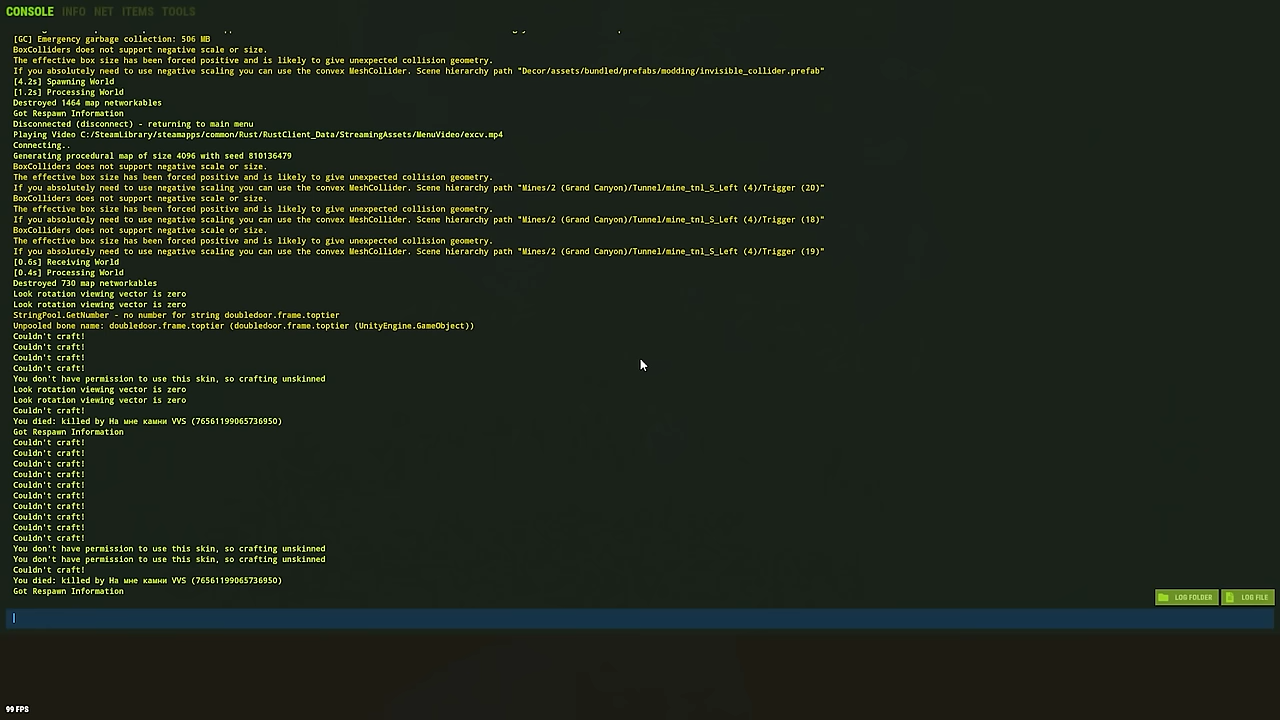 CONSOLE INFO NET ITEMS TOOLS
[GC] Emergency garbage collection: 506 MB
BoxColliders does not support negative scale or size.
The effective box size has been forced positive and is likely to give unexpected collision geometry.
If you absolutely need to use negative scaling you can use the convex MeshCollider. Scene hierarchy path "Decor/assets/bundled/prefabs/modding/invisible_collider.prefab"
[4.2s] Spawning World
[1.2s] Processing World
Destroyed 1464 map networkables
Got Respawn Information
Disconnected (disconnect) - returning to main menu
Playing Video C:/SteamLibrary/steamapps/common/Rust/RustClient_Data/StreamingAssets/MenuVideo/excv.mp4
Connecting..
Generating procedural map of size 4096 with seed 810136479
BoxColliders does not support negative scale or size.
The effective box size has been forced positive and is likely to give unexpected collision geometry.
If you absolutely need to use negative scaling you can use the convex MeshCollider. Scene hierarchy path "Mines/2 (Grand Canyon)/Tunnel/mine_tnl_S_Left (4)/Trigger (20)"
BoxColliders does not support negative scale or size.
The effective box size has been forced positive and is likely to give unexpected collision geometry.
If you absolutely need to use negative scaling you can use the convex MeshCollider. Scene hierarchy path "Mines/2 (Grand Canyon)/Tunnel/mine_tnl_S_Left (4)/Trigger (18)"
BoxColliders does not support negative scale or size.
The effective box size has been forced positive and is likely to give unexpected collision geometry.
If you absolutely need to use negative scaling you can use the convex MeshCollider. Scene hierarchy path "Mines/2 (Grand Canyon)/Tunnel/mine_tnl_S_Left (4)/Trigger (19)"
[0.6s] Receiving World
[0.4s] Processing World
Destroyed 730 map networkables
Look rotation viewing vector is zero
Look rotation viewing vector is zero
StringPool.GetNumber - no number for string doubledoor.frame.toptier
Unpooled bone name: doubledoor.frame.toptier (doubledoor.frame.toptier (UnityEngine.GameObject))
Couldn't craft!
Couldn't craft!
Couldn't craft!
Couldn't craft!
You don't have permission to use this skin, so crafting unskinned
Look rotation viewing vector is zero
Look rotation viewing vector is zero
Couldn't craft!
You died: killed by На мне камни VVS (76561199065736950)
Got Respawn Information
Couldn't craft!
Couldn't craft!
Couldn't craft!
Couldn't craft!
Couldn't craft!
Couldn't craft!
Couldn't craft!
Couldn't craft!
Couldn't craft!
Couldn't craft!
You don't have permission to use this skin, so crafting unskinned
You don't have permission to use this skin, so crafting unskinned
Couldn't craft!
You died: killed by На мне камни VVS (76561199065736950)
Got Respawn Information
LOG FOLDER LOG FILE
99 FPS